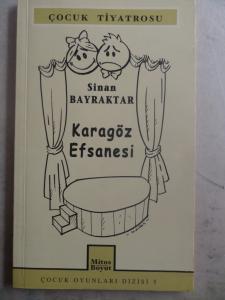 ÇOCUK TİYATROSU
Sinan
BAYRAKTAR
Karagöz
Efsanesi
Mitos
Boyut
ÇOCUK OYUNLARI DİZİSİ 5